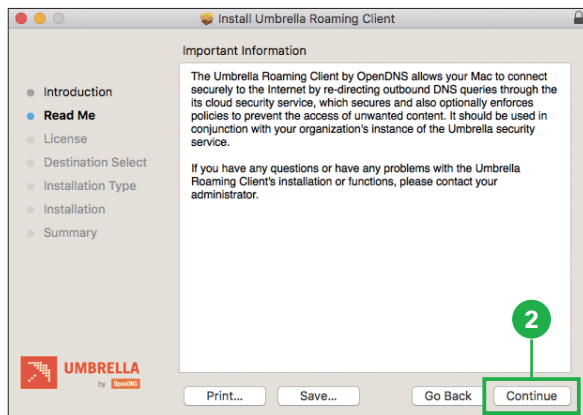 Install Umbrella Roaming Client
Important Information
Introduction
Read Me
License
Destination Select
Installation Type
Installation
Summary
The Umbrella Roaming Client by OpenDNS allows your Mac to connect
securely to the Internet by re-directing outbound DNS queries through the
its cloud security service, which secures and also optionally enforces
policies to prevent the access of unwanted content. It should be used in
conjunction with your organization's instance of the Umbrella security
service.
If you have any questions or have any problems with the Umbrella
Roaming Client's installation or functions, please contact your
administrator.
2
UMBRELLA
by OpenDNS
Print...
Save...
Go Back
Continue